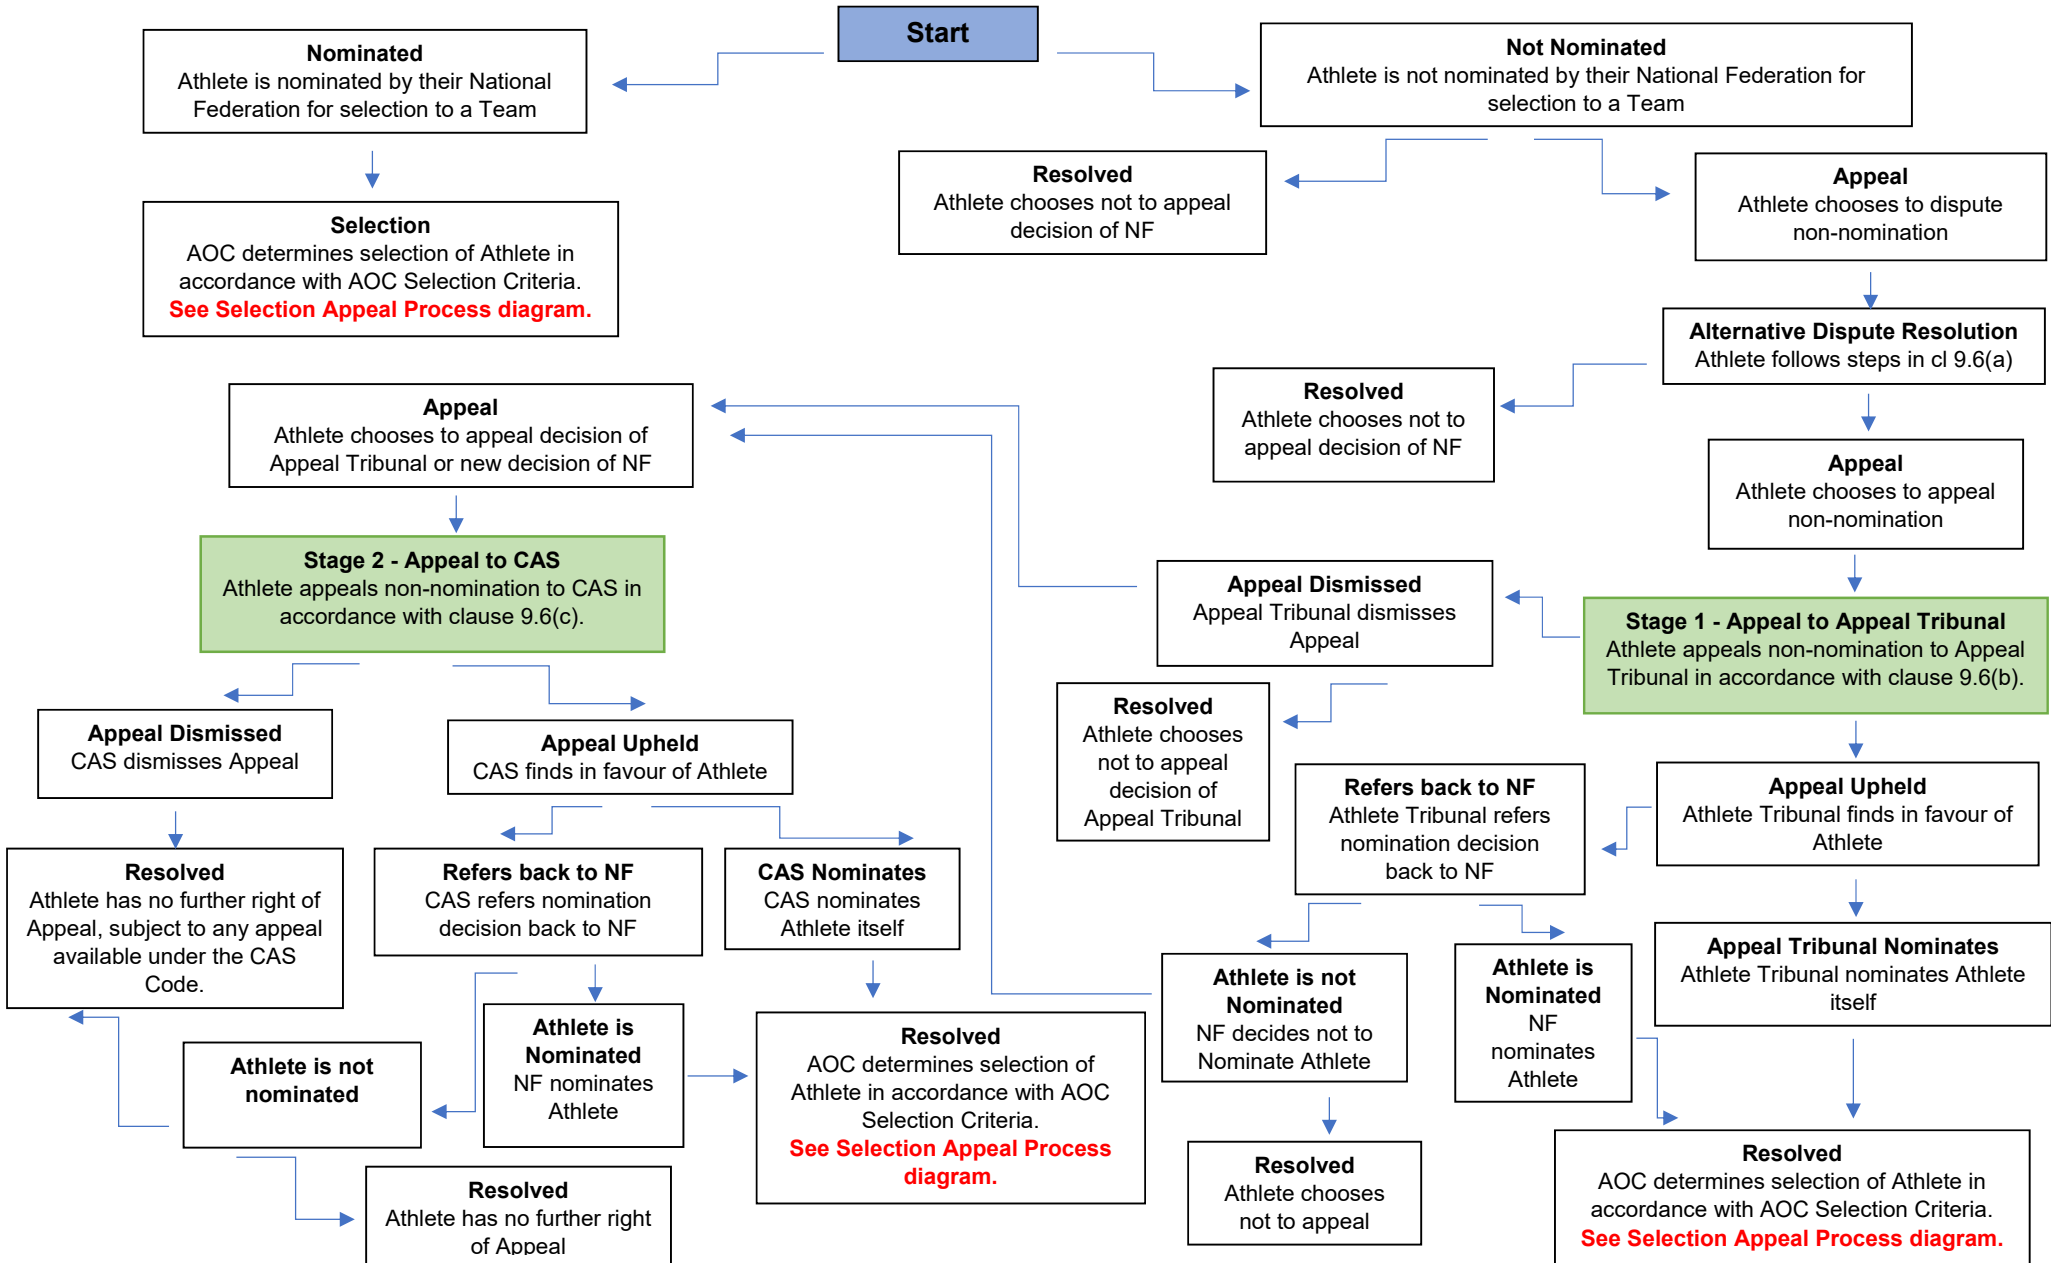 Start
Nominated
Athlete is nominated by their National
Federation for selection to a Team
Not Nominated
Athlete is not nominated by their National Federation for
selection to a Team
Resolved
Athlete chooses not to appeal
decision of NF
Appeal
Athlete chooses to dispute
non-nomination
Selection
AOC determines selection of Athlete in
accordance with AOC Selection Criteria.
See Selection Appeal Process diagram.
Alternative Dispute Resolution
Athlete follows steps in cl 9.6(a)
Resolved
Athlete chooses not to
appeal decision of NF
Appeal
Athlete chooses to appeal decision of
Appeal Tribunal or new decision of NF
Appeal
Athlete chooses to appeal
non-nomination
Stage 2 - Appeal to CAS
Athlete appeals non-nomination to CAS in
accordance with clause 9.6(c).
Appeal Dismissed
Appeal Tribunal dismisses
Appeal
Stage 1 - Appeal to Appeal Tribunal
Athlete appeals non-nomination to Appeal
Tribunal in accordance with clause 9.6(b).
Resolved
Athlete chooses
not to appeal
decision of
Appeal Tribunal
Appeal Dismissed
CAS dismisses Appeal
Appeal Upheld
CAS finds in favour of Athlete
Refers back to NF
Athlete Tribunal refers
nomination decision
back to NF
Appeal Upheld
Athlete Tribunal finds in favour of
Athlete
Resolved
Athlete has no further right of
Appeal, subject to any appeal
available under the CAS
Code.
Refers back to NF
CAS refers nomination
decision back to NF
CAS Nominates
CAS nominates
Athlete itself
Athlete is not
Nominated
NF decides not to
Nominate Athlete
Athlete is
Nominated
NF
nominates
Athlete
Appeal Tribunal Nominates
Athlete Tribunal nominates Athlete
itself
Athlete is not
nominated
Athlete is
Nominated
NF nominates
Athlete
Resolved
AOC determines selection of
Athlete in accordance with AOC
Selection Criteria.
See Selection Appeal Process
diagram.
Resolved
Athlete chooses
not to appeal
Resolved
AOC determines selection of Athlete in
accordance with AOC Selection Criteria.
See Selection Appeal Process diagram.
Resolved
Athlete has no further right
of Appeal